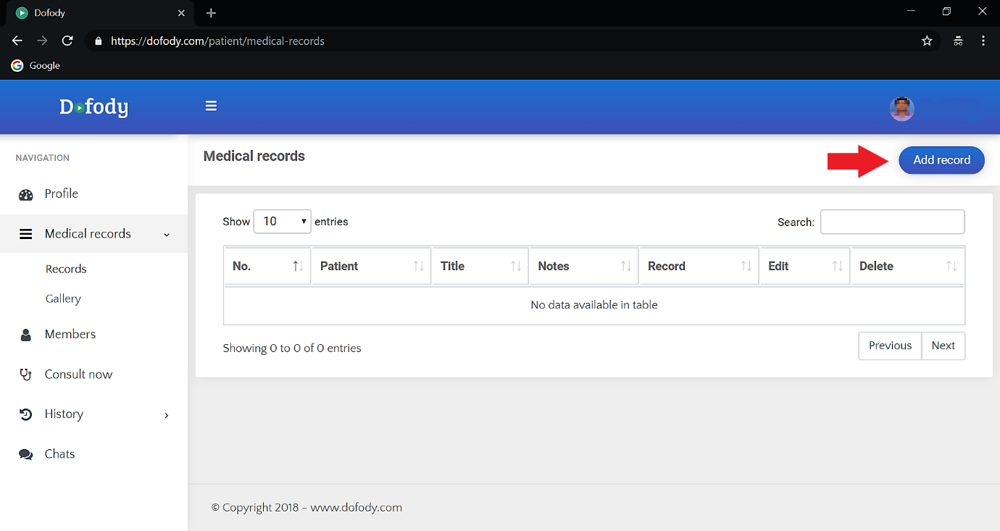 Dofody
https://dofody.com/patient/medical-records
Google
Dofody
NAVIGATION
Profile
Medical records
Records
Gallery
Members
Consult now
History
Chats
Medical records
Add record
Show 10 entries
Search:
No. Patient Title Notes Record Edit Delete
No data available in table
Showing 0 to 0 of 0 entries
Previous Next
© Copyright 2018 - www.dofody.com